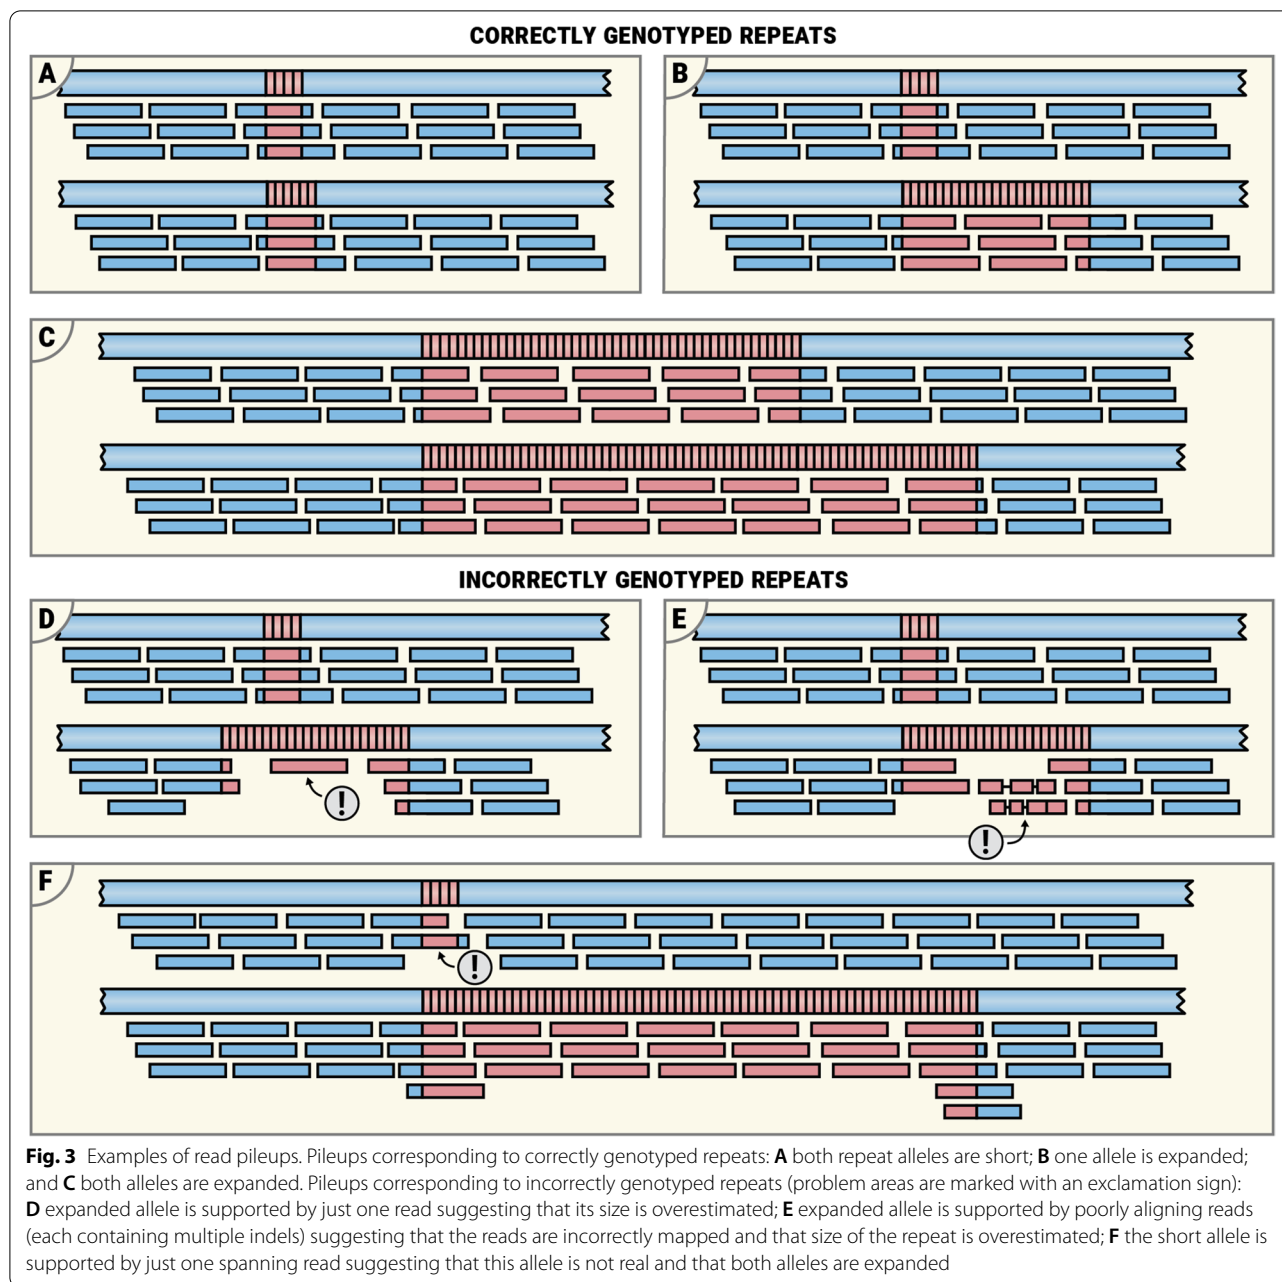 CORRECTLY GENOTYPED REPEATS
A
B
C
INCORRECTLY GENOTYPED REPEATS
D
E
!
!
F
!
Fig. 3 Examples of read pileups. Pileups corresponding to correctly genotyped repeats: A both repeat alleles are short; B one allele is expanded;
and C both alleles are expanded. Pileups corresponding to incorrectly genotyped repeats (problem areas are marked with an exclamation sign):
D expanded allele is supported by just one read suggesting that its size is overestimated; E expanded allele is supported by poorly aligning reads
(each containing multiple indels) suggesting that the reads are incorrectly mapped and that size of the repeat is overestimated; F the short allele is
supported by just one spanning read suggesting that this allele is not real and that both alleles are expanded